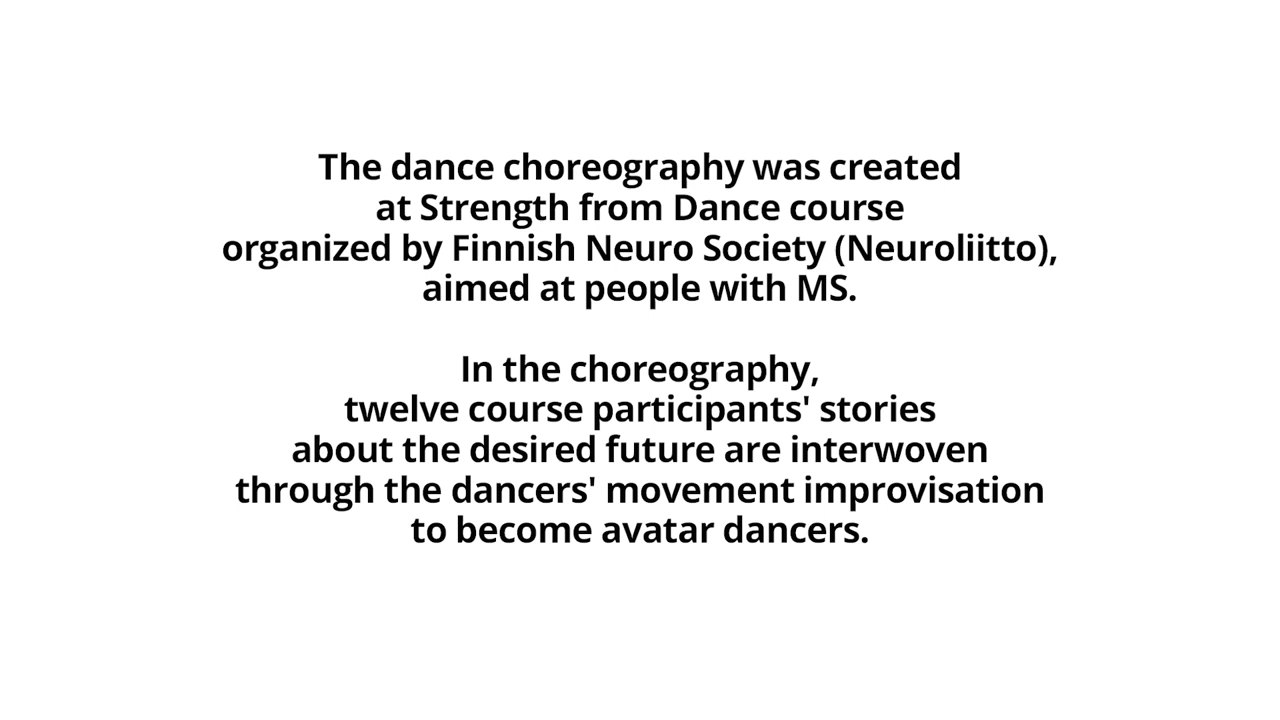 The dance choreography was created
at Strength from Dance course
organized by Finnish Neuro Society (Neuroliitto),
aimed at people with MS.
In the choreography,
twelve course participants' stories
about the desired future are interwoven
through the dancers' movement improvisation
to become avatar dancers.